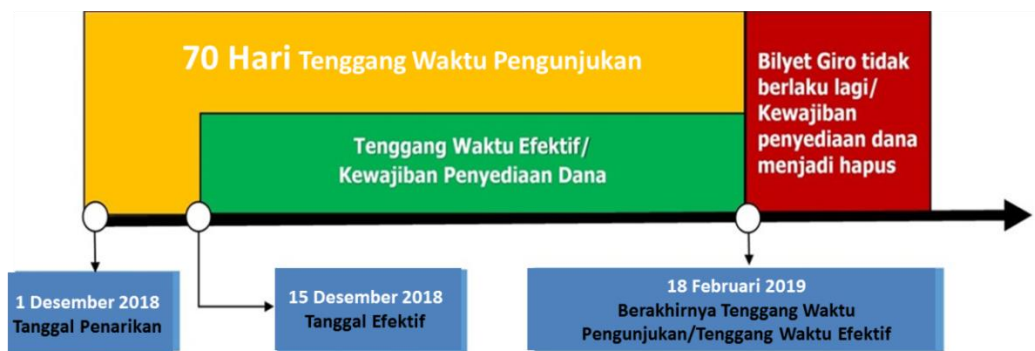 70 Hari Tenggang Waktu Pengunjukan
Bilyet Giro tidak
berlaku lagi/
Kewajiban
penyediaan dana
menjadi hapus
Tenggang Waktu Efektif/
Kewajiban Penyediaan Dana
1 Desember 2018
Tanggal Penarikan
15 Desember 2018
Tanggal Efektif
18 Februari 2019
Berakhirnya Tenggang Waktu
Pengunjukan/Tenggang Waktu Efektif